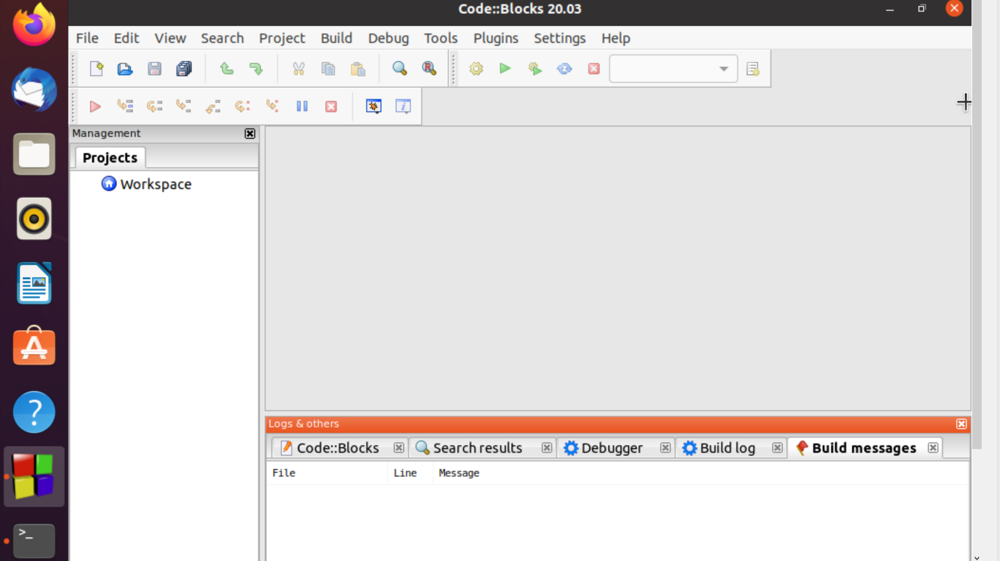 Code::Blocks 20.03
File Edit View Search Project Build Debug Tools Plugins Settings Help
Management
Projects
Workspace
Logs & others
Code::Blocks Search results Debugger Build log Build messages
File Line Message